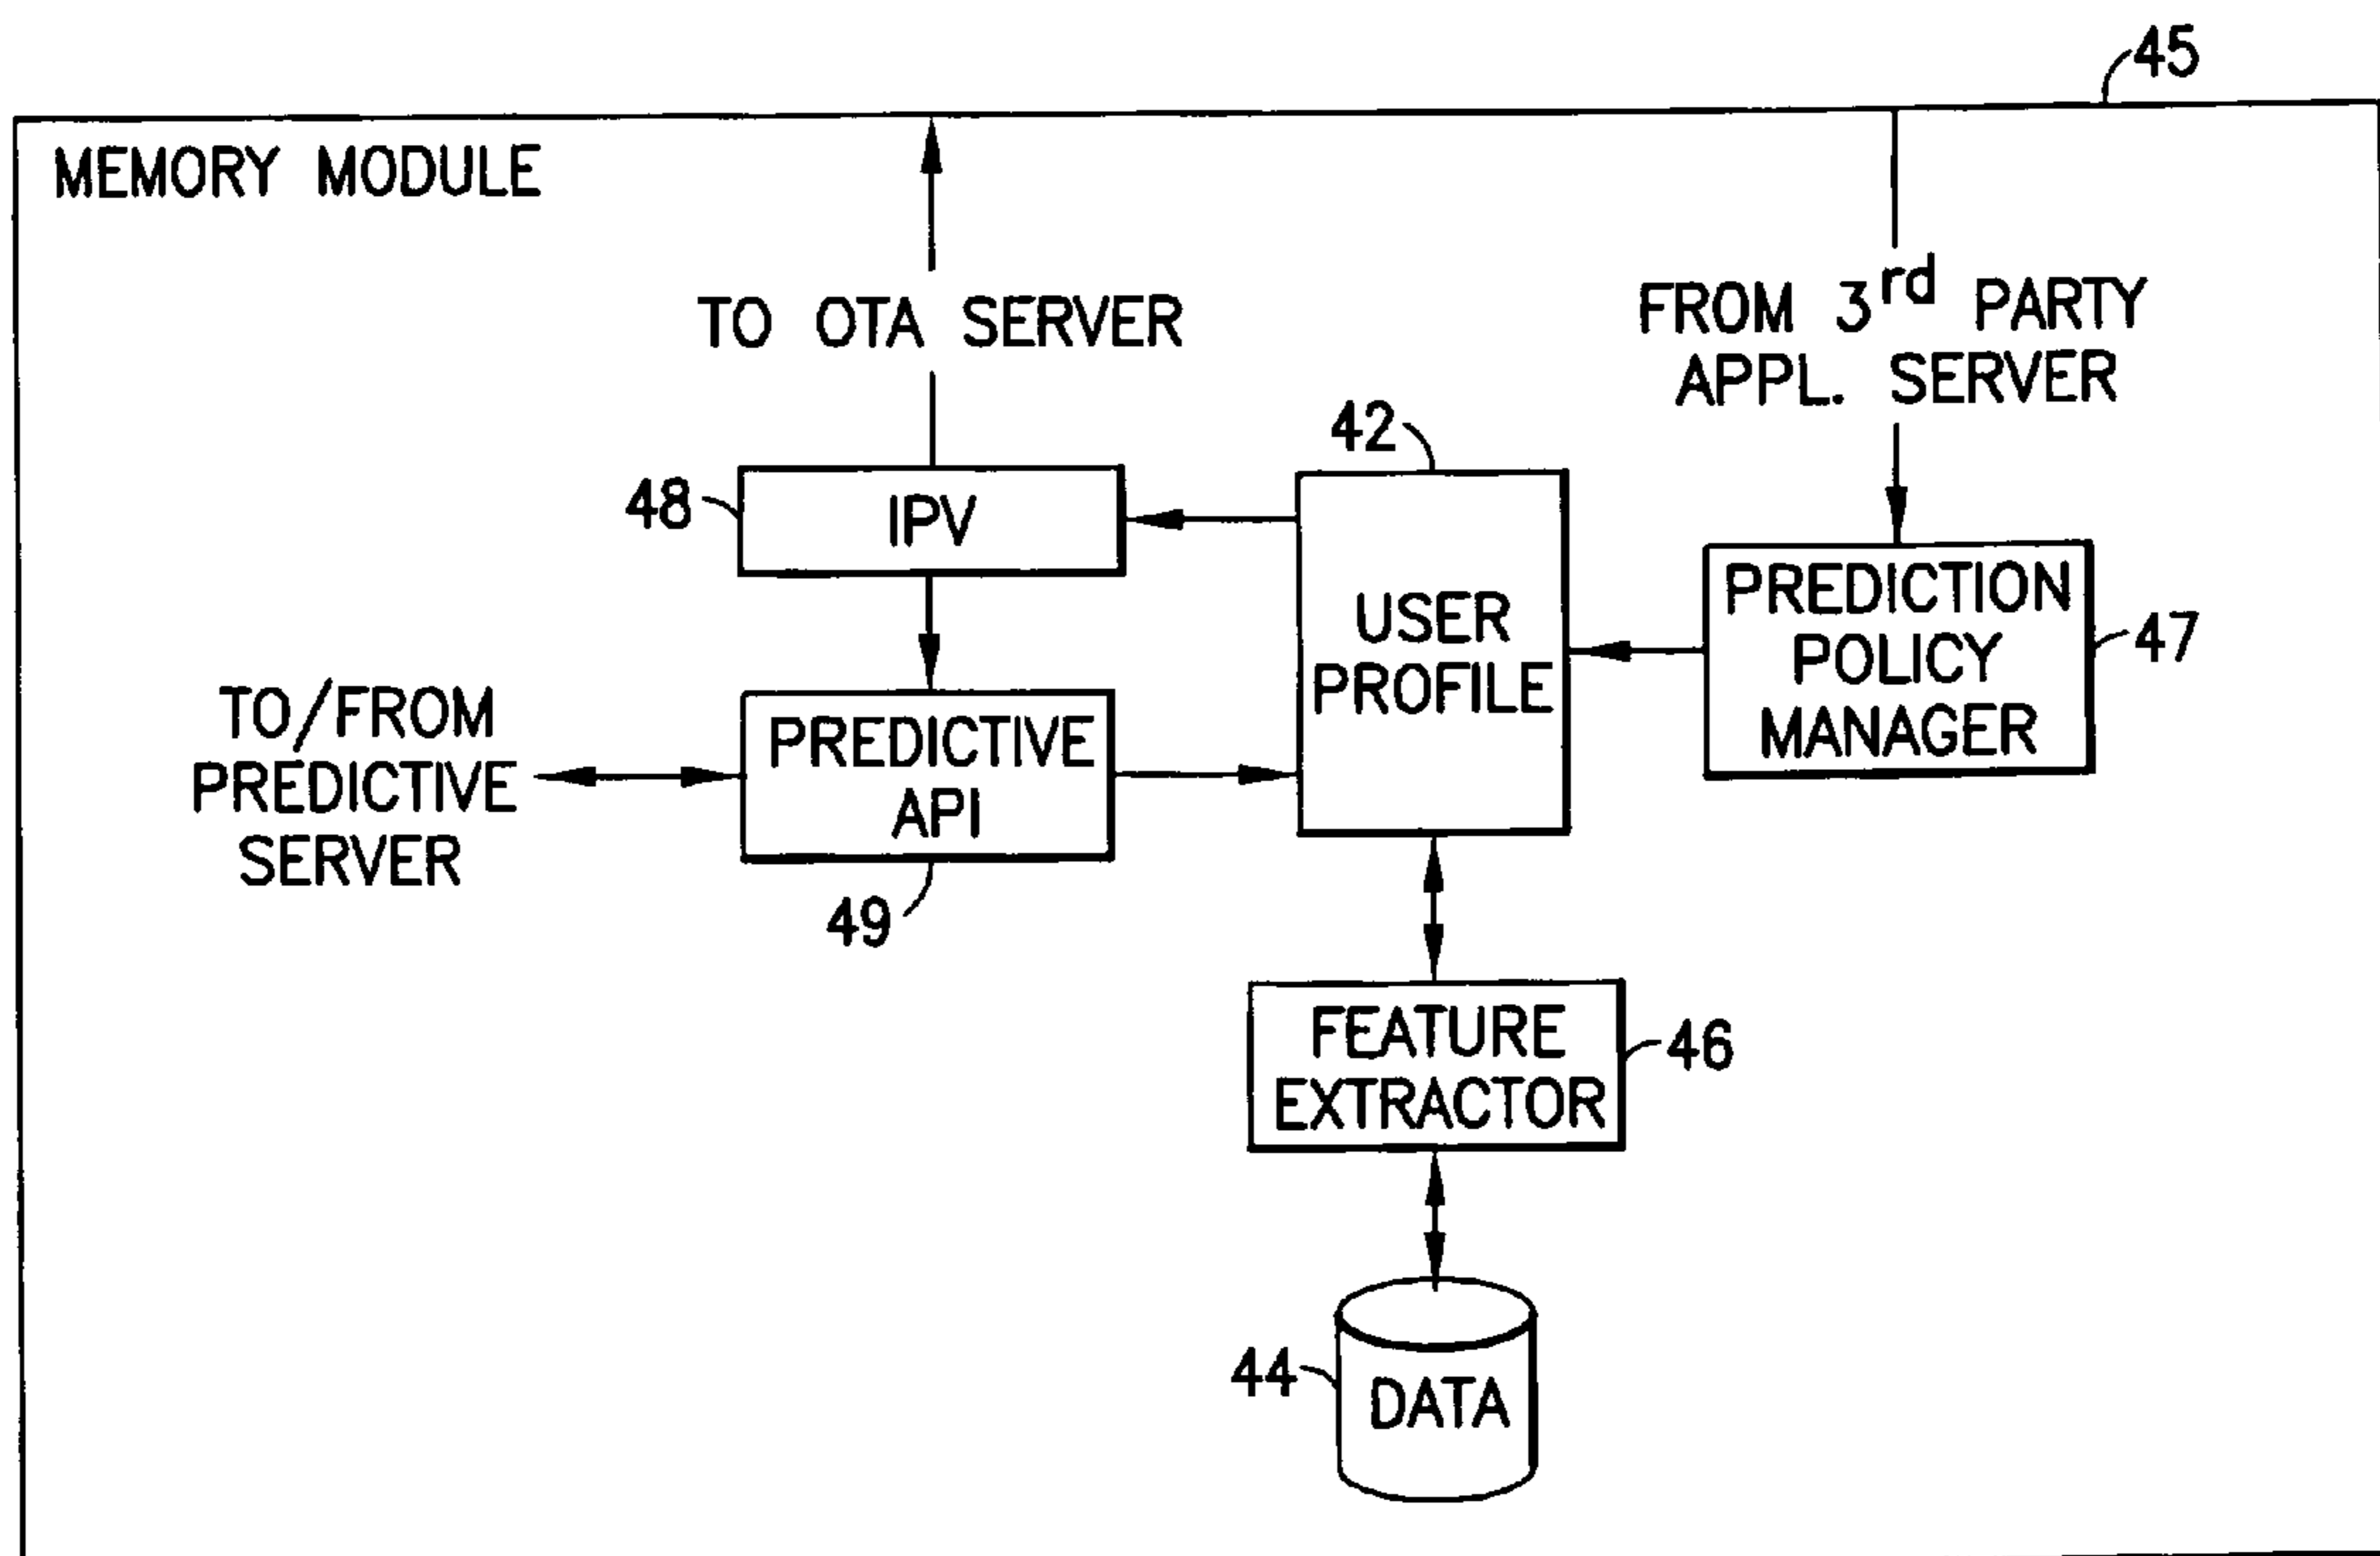 45
MEMORY MODULE
TO OTA SERVER
FROM 3rd PARTY
APPL. SERVER
42
48
IPV
USER
PROFILE
PREDICTION
POLICY
MANAGER
47
TO/FROM
PREDICTIVE
SERVER
PREDICTIVE
API
49
FEATURE
EXTRACTOR
46
44
DATA